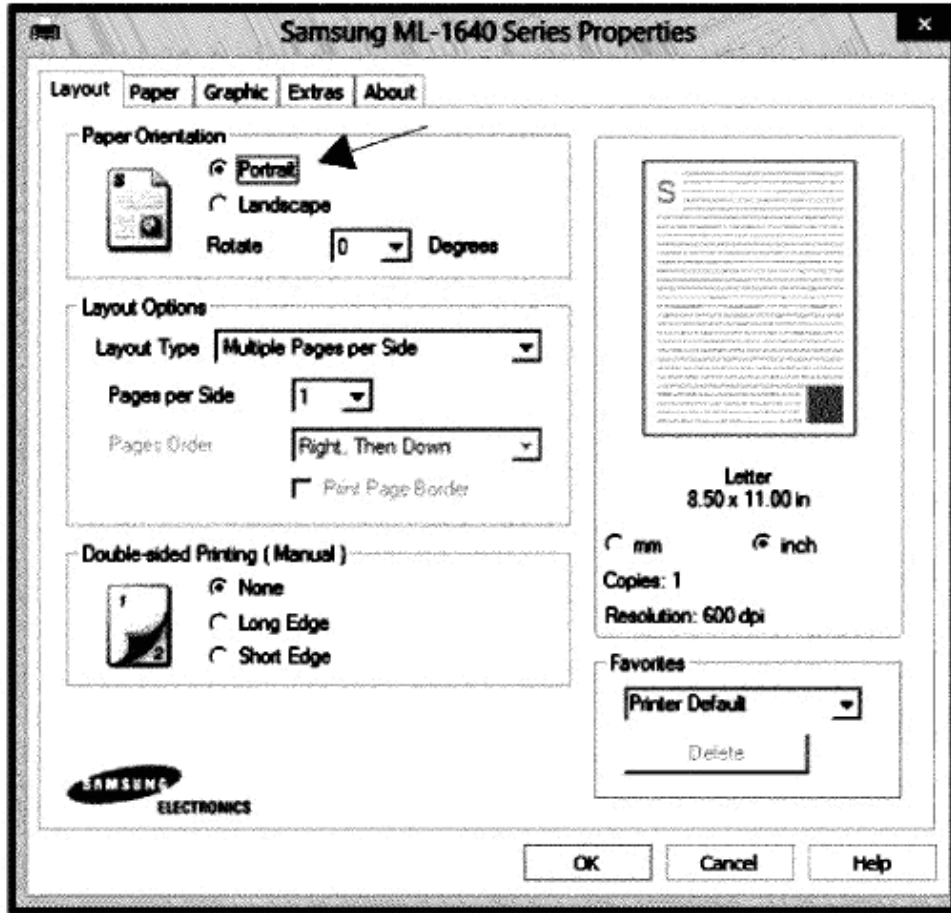 Samsung ML-1640 Series Properties
x
Layout Paper Graphic Extras About
Paper Orientation
S
Portrait
Landscape
Rotate 0 Degrees
Layout Options
Layout Type Multiple Pages per Side
Pages per Side 1
Pages Order Right, Then Down
Print Page Border
Double-sided Printing ( Manual )
1
2
None
Long Edge
Short Edge
SAMSUNG
ELECTRONICS
S
Letter
8.50 x 11.00 in
mm inch
Copies: 1
Resolution: 600 dpi
Favorites
Printer Default
Delete
OK Cancel Help